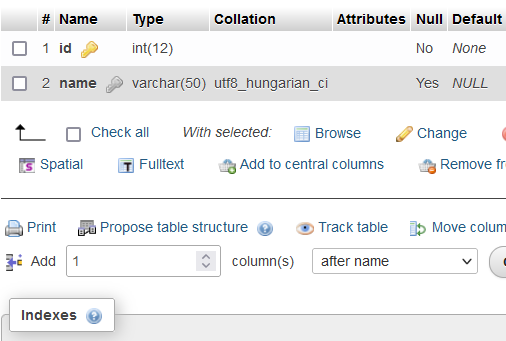 # Name Type Collation Attributes Null Default
1 id int(12) No None
2 name varchar(50) utf8_hungarian_ci Yes NULL
Check all With selected: Browse Change
Spatial Fulltext Add to central columns Remove fr
Print Propose table structure Track table Move colum
Add 1 column(s) after name
Indexes